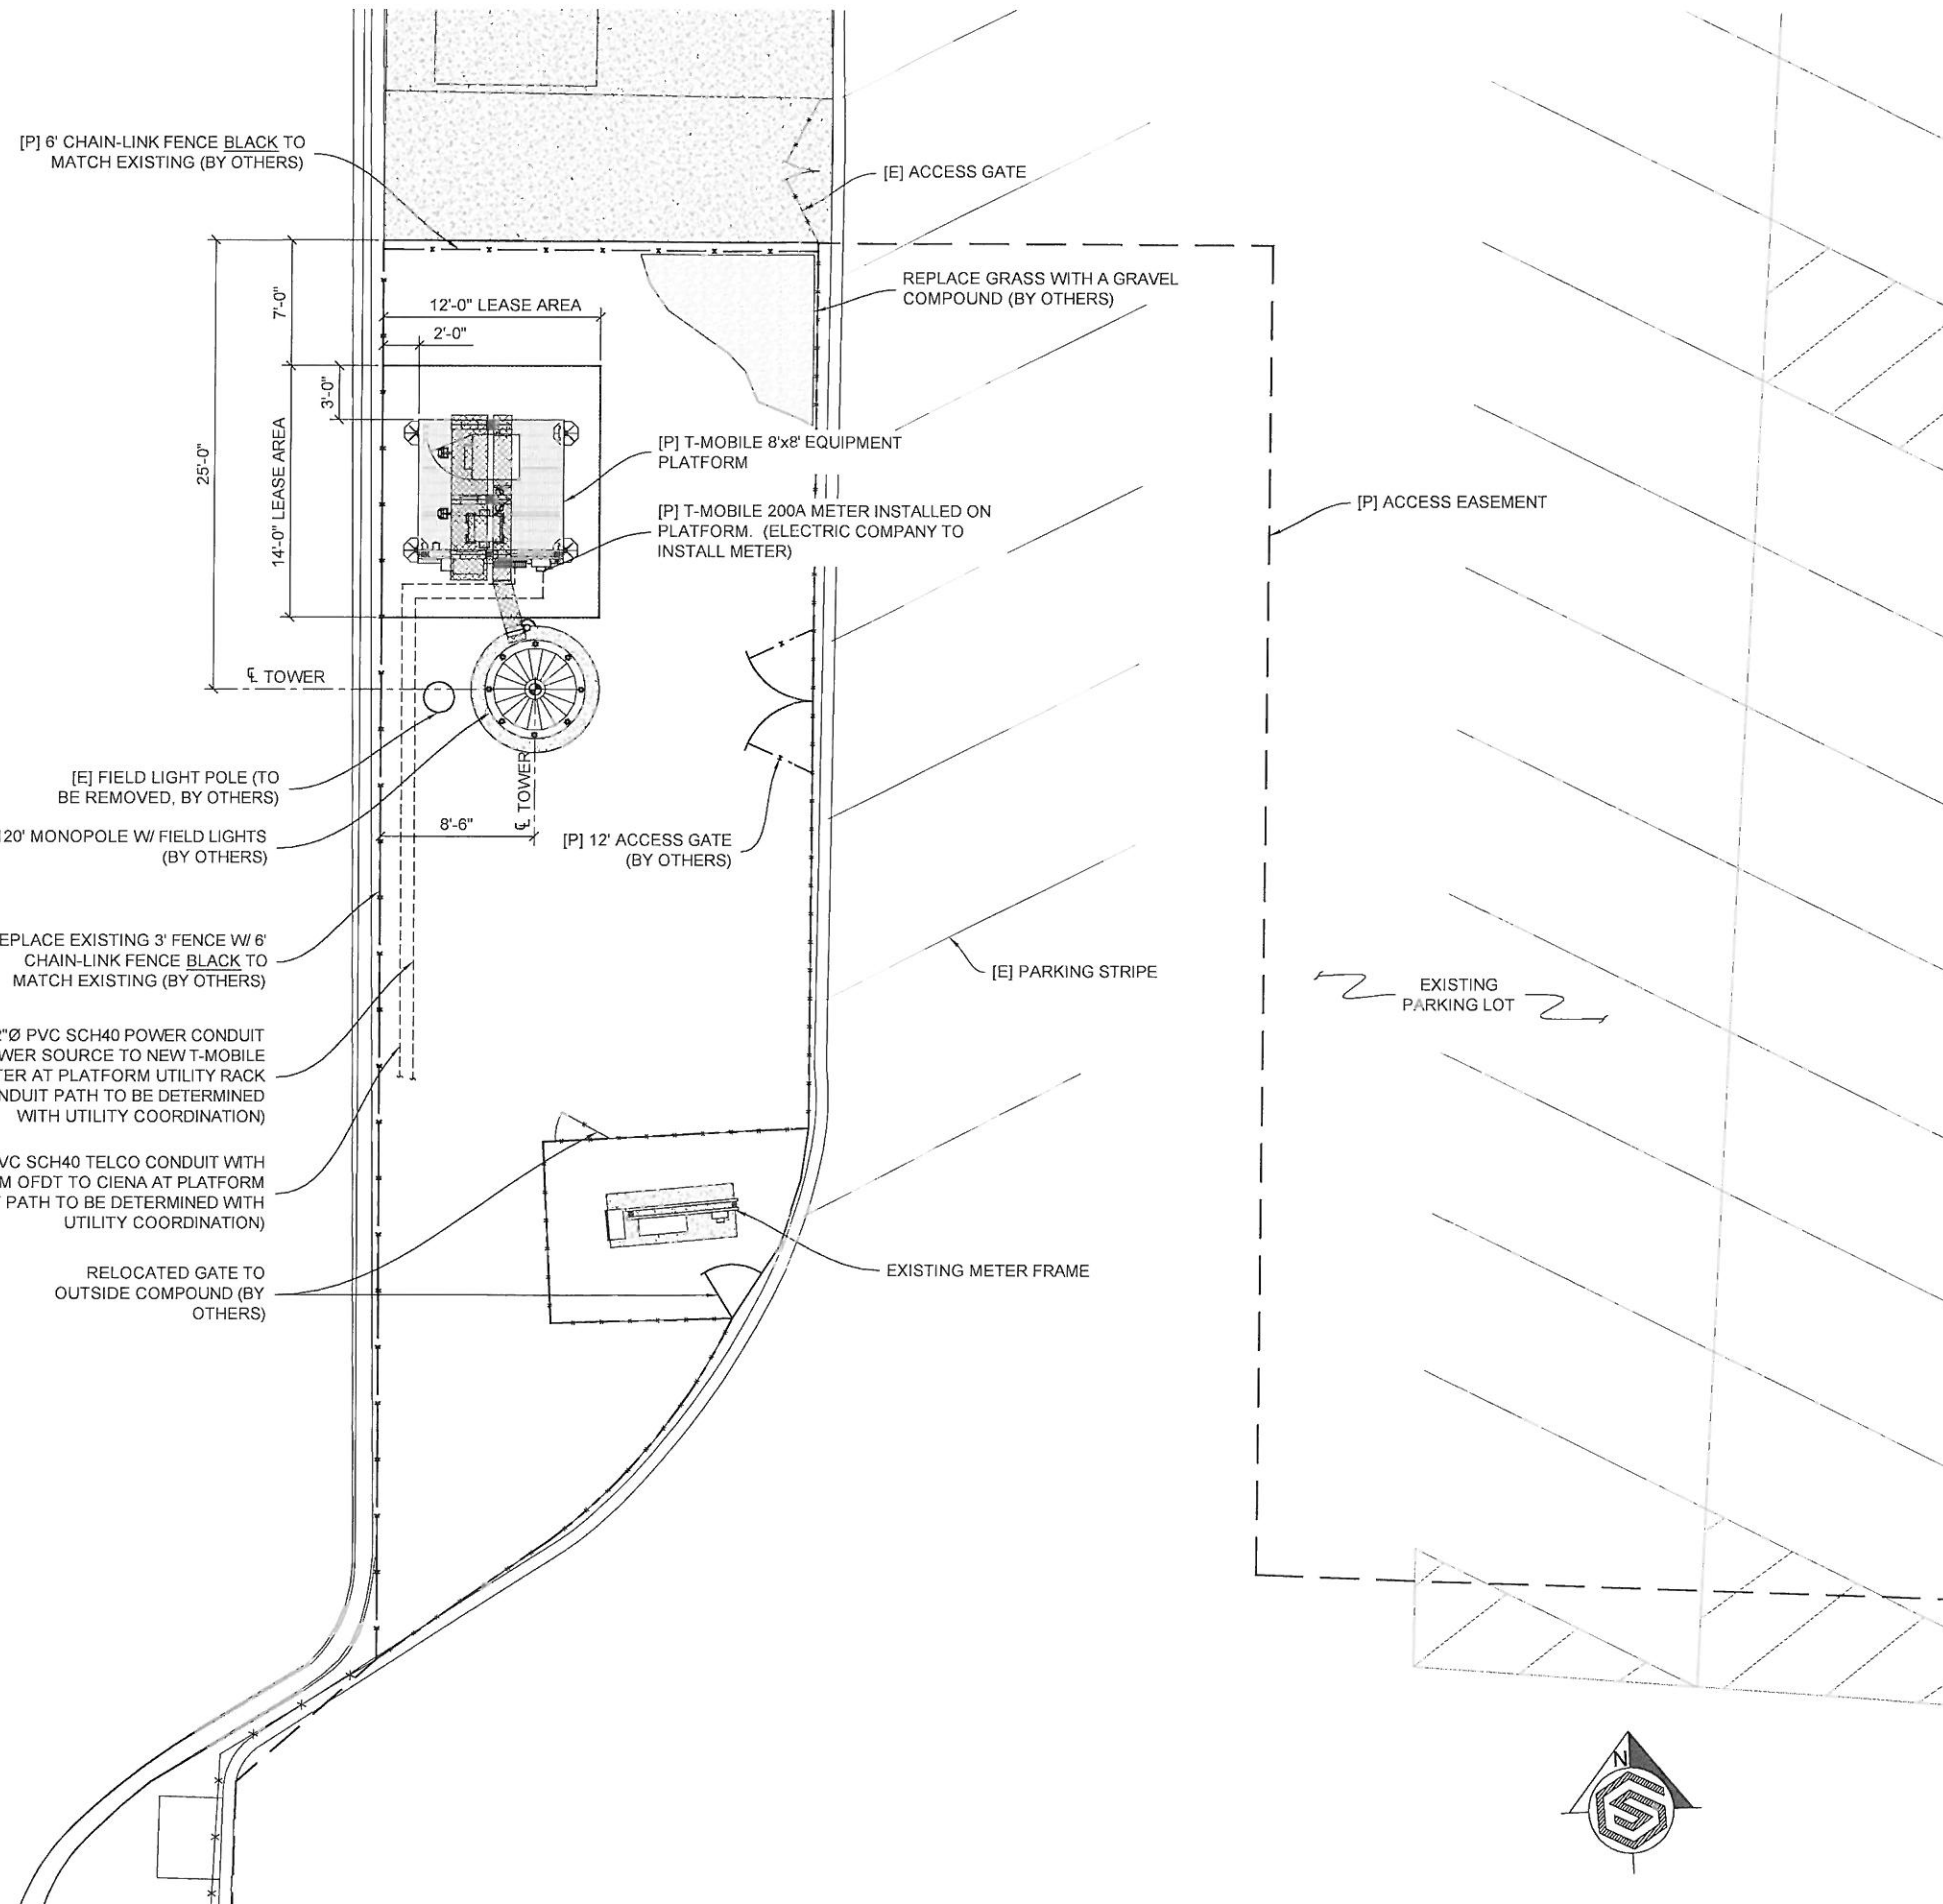 [P] 6' CHAIN-LINK FENCE BLACK TO
MATCH EXISTING (BY OTHERS)
[E] ACCESS GATE
REPLACE GRASS WITH A GRAVEL
COMPOUND (BY OTHERS)
25'-0"
7'-0"
12'-0" LEASE AREA
2'-0"
3'-0"
14'-0" LEASE AREA
[P] T-MOBILE 8'x8' EQUIPMENT
PLATFORM
[P] T-MOBILE 200A METER INSTALLED ON
PLATFORM. (ELECTRIC COMPANY TO
INSTALL METER)
[P] ACCESS EASEMENT
℄ TOWER
℄ TOWER
8'-6"
[E] FIELD LIGHT POLE (TO
BE REMOVED, BY OTHERS)
120' MONOPOLE W/ FIELD LIGHTS
(BY OTHERS)
[P] 12' ACCESS GATE
(BY OTHERS)
EPLACE EXISTING 3' FENCE W/ 6'
CHAIN-LINK FENCE BLACK TO
MATCH EXISTING (BY OTHERS)
[E] PARKING STRIPE
EXISTING
PARKING LOT
2"Ø PVC SCH40 POWER CONDUIT
WER SOURCE TO NEW T-MOBILE
TER AT PLATFORM UTILITY RACK
NDUIT PATH TO BE DETERMINED
WITH UTILITY COORDINATION)
VC SCH40 TELCO CONDUIT WITH
M OFDT TO CIENA AT PLATFORM
PATH TO BE DETERMINED WITH
UTILITY COORDINATION)
RELOCATED GATE TO
OUTSIDE COMPOUND (BY
OTHERS)
EXISTING METER FRAME
N